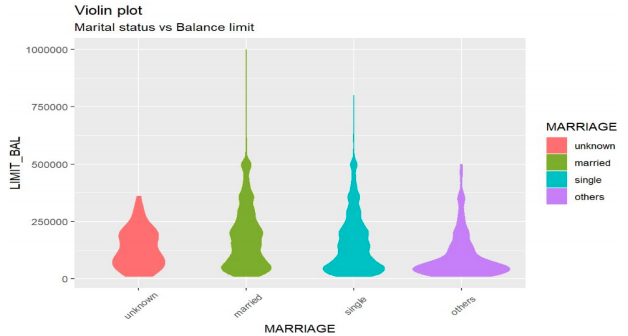 Violin plot
Marital status vs Balance limit
1000000
750000
500000
250000
0
LIMIT_BAL
unknown
married
single
others
MARRIAGE
MARRIAGE
unknown
married
single
others